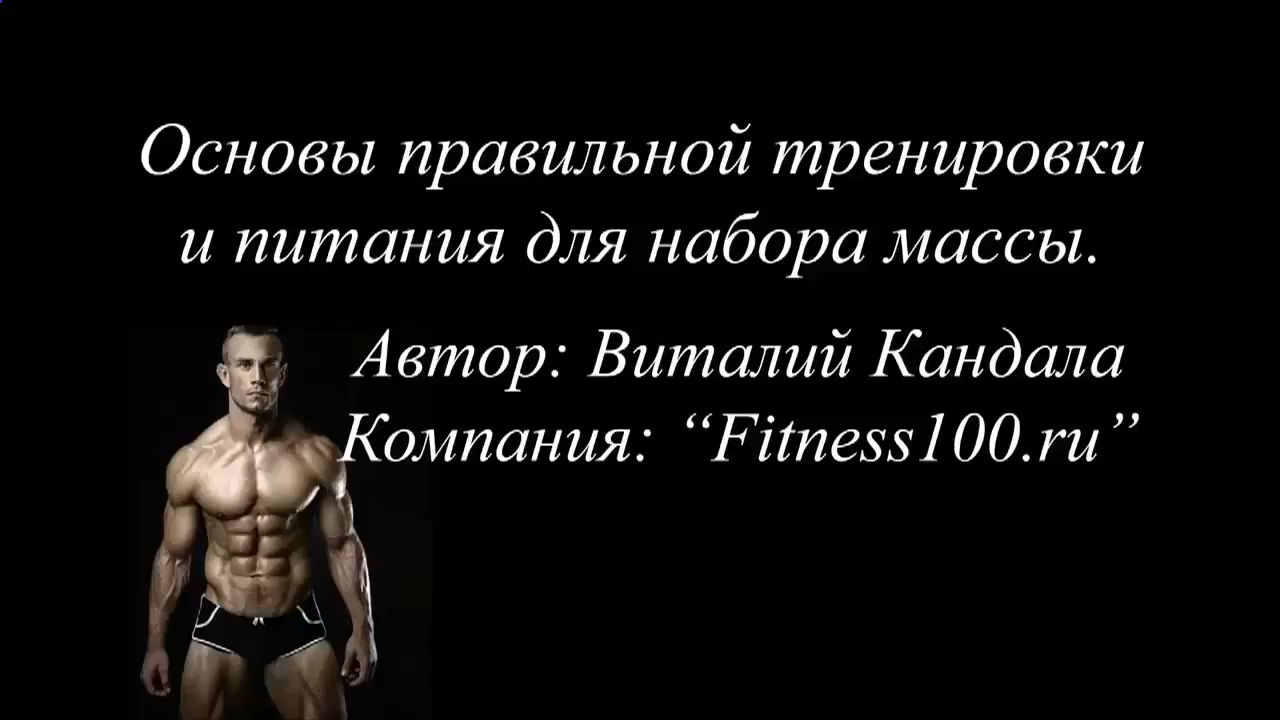 Основы правильной тренировки
и питания для набора массы.
Автор: Виталий Кандала
Компания: “Fitness100.ru”